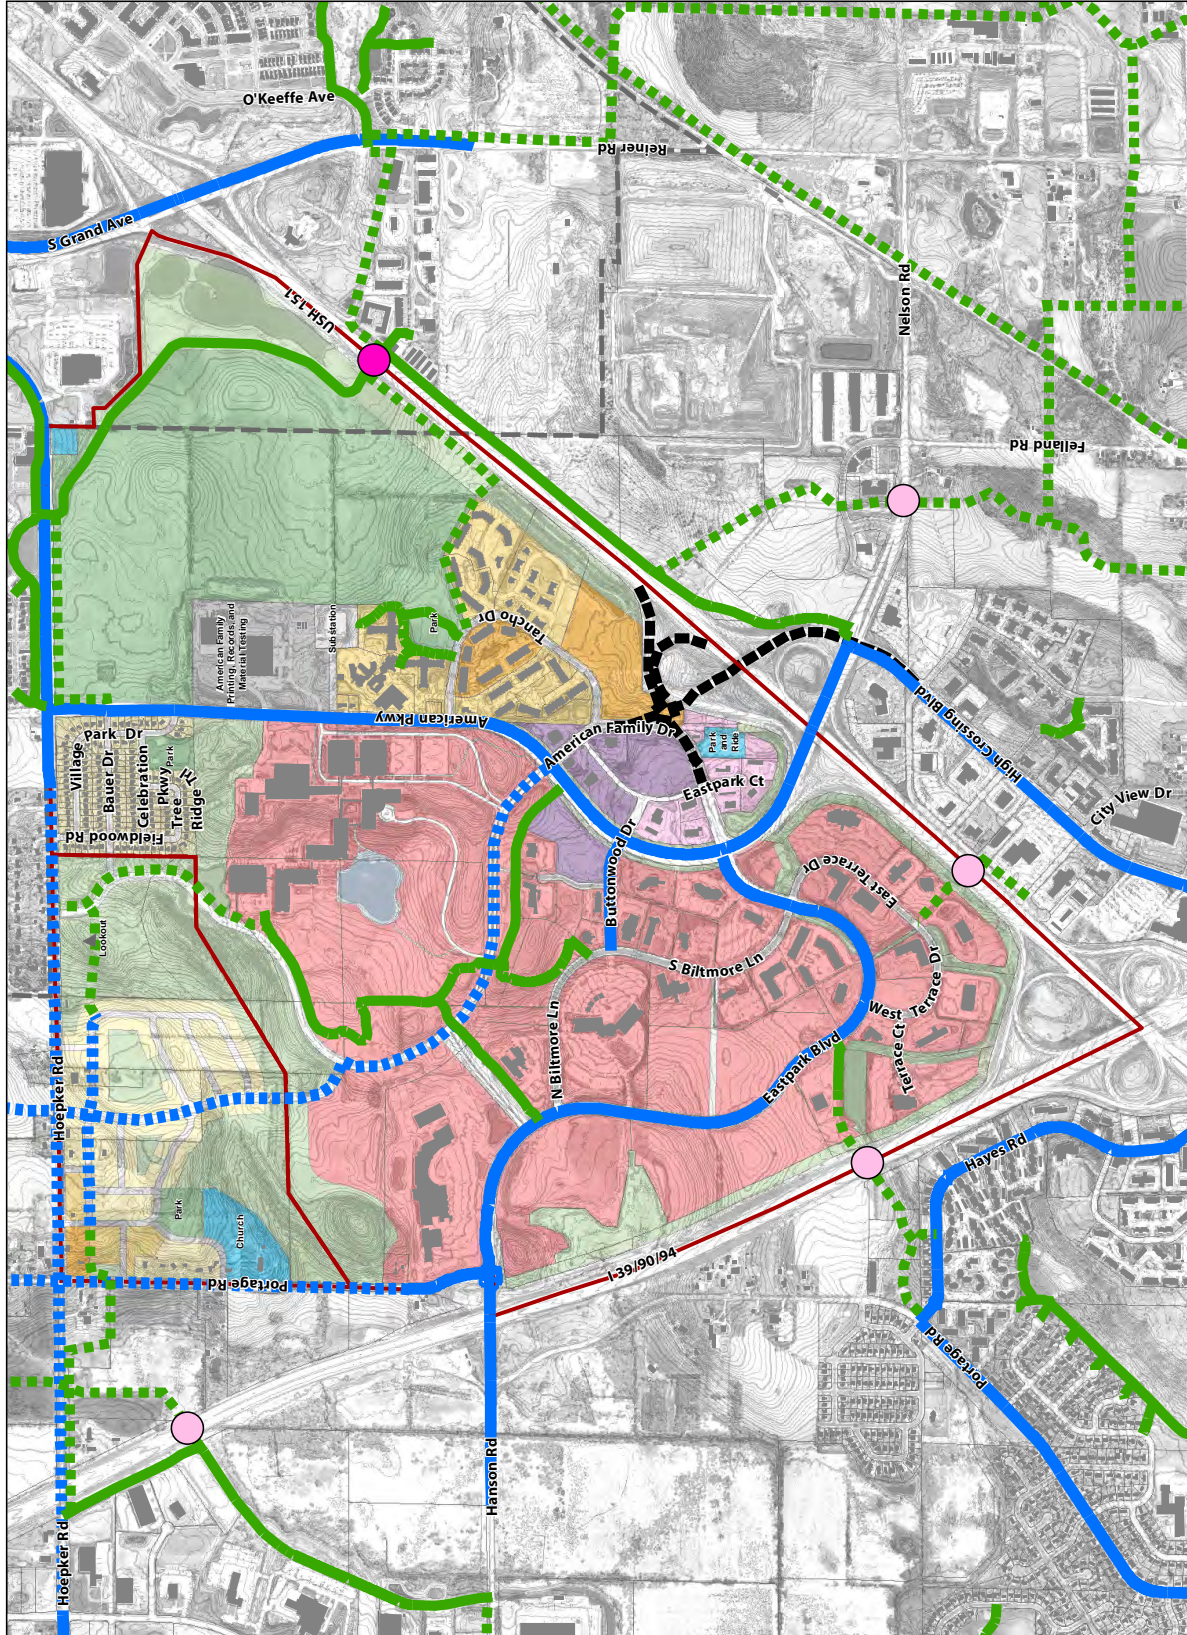 O'Keeffe Ave
Reiner Rd
S Grand Ave
USH 151
Nelson Rd
Felland Rd
American Family
Printing, Records, and
Material Testing
Substation
Park
Tancho Dr
American Pkwy
Park Dr
Village
Bauer Dr
Celebration
Pkwy
Park
Tree
Ridge
Trl
Fieldwood Rd
American Family Dr
Park
and
Ride
Eastpark Ct
High Crossing Blvd
City View Dr
Buttonwood Dr
East Terrace Dr
Lookout
S Biltmore Ln
West
Terrace Dr
Terrace Ct
N Biltmore Ln
Eastpark Blvd
Hoepker Rd
Hayes Rd
Park
Church
Portage Rd
I-39/90/94
Portage Rd
Hanson Rd
Hoepker Rd